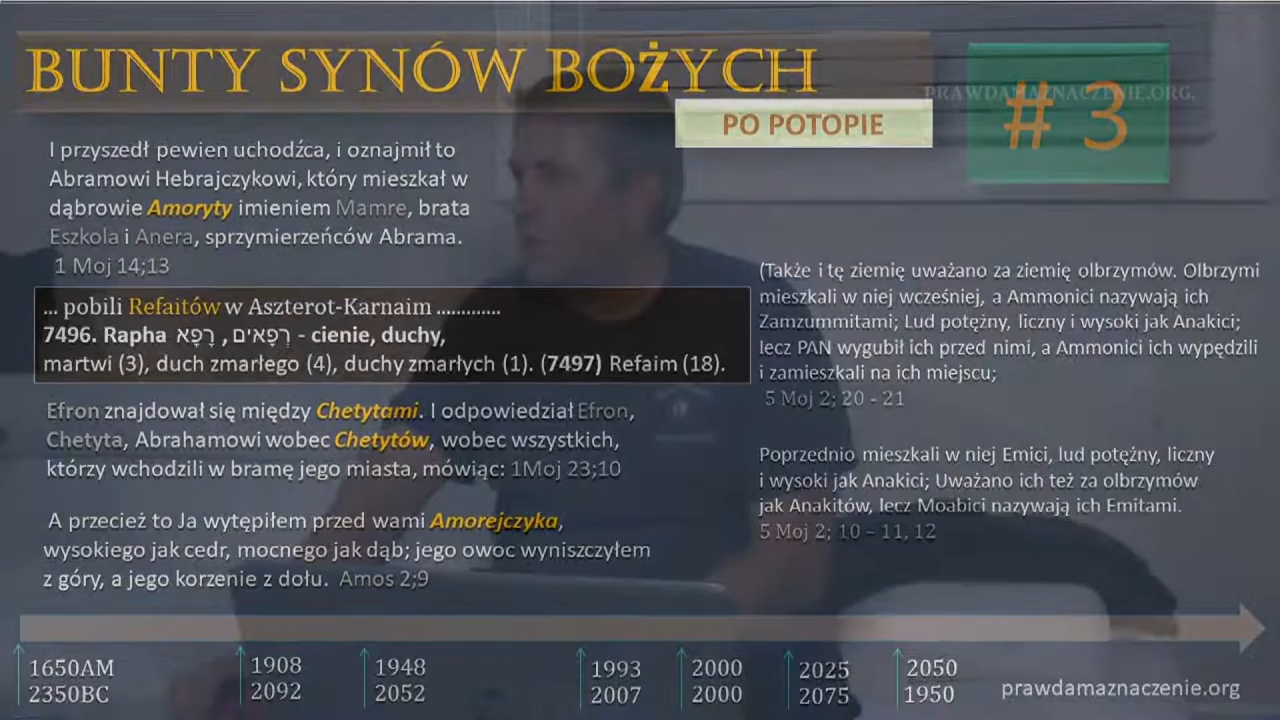 BUNTY SYNÓW BOŻYCH
PO POTOPIE
PRAWDAMAZNACZENIE.ORG.
# 3
I przyszedł pewien uchodźca, i oznajmił to
Abramowi Hebrajczykowi, który mieszkał w
dąbrowie Amoryty imieniem Mamre, brata
Eszkola i Anera, sprzymierzeńców Abrama.
1 Moj 14;13
... pobili Refaitów w Aszterot-Karnaim .............
7496. Rapha רָפָא , רְפָאִים - cienie, duchy,
martwi (3), duch zmarłego (4), duchy zmarłych (1). (7497) Refaim (18).
Efron znajdował się między Chetytami. I odpowiedział Efron,
Chetyta, Abrahamowi wobec Chetytów, wobec wszystkich,
którzy wchodzili w bramę jego miasta, mówiąc: 1Moj 23;10
A przecież to Ja wytępiłem przed wami Amorejczyka,
wysokiego jak cedr, mocnego jak dąb; jego owoc wyniszczyłem
z góry, a jego korzenie z dołu. Amos 2;9
(Także i tę ziemię uważano za ziemię olbrzymów. Olbrzymi
mieszkali w niej wcześniej, a Ammonici nazywają ich
Zamzummitami; Lud potężny, liczny i wysoki jak Anakici;
lecz PAN wygubił ich przed nimi, a Ammonici ich wypędzili
i zamieszkali na ich miejscu;
5 Moj 2; 20 - 21
Poprzednio mieszkali w niej Emici, lud potężny, liczny
i wysoki jak Anakici; Uważano ich też za olbrzymów
jak Anakitów, lecz Moabici nazywają ich Emitami.
5 Moj 2; 10 – 11, 12
1650AM 1908 1948 1993 2000 2025 2050
2350BC 2092 2052 2007 2000 2075 1950
prawdamaznaczenie.org